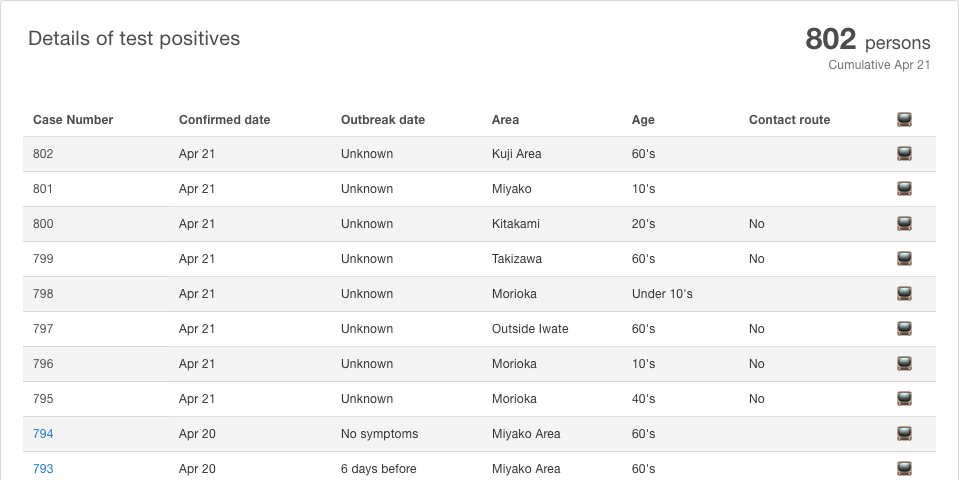 Details of test positives
802 persons
Cumulative Apr 21
Case Number Confirmed date Outbreak date Area Age Contact route
802 Apr 21 Unknown Kuji Area 60's
801 Apr 21 Unknown Miyako 10's
800 Apr 21 Unknown Kitakami 20's No
799 Apr 21 Unknown Takizawa 60's No
798 Apr 21 Unknown Morioka Under 10's
797 Apr 21 Unknown Outside Iwate 60's No
796 Apr 21 Unknown Morioka 10's No
795 Apr 21 Unknown Morioka 40's No
794 Apr 20 No symptoms Miyako Area 60's
793 Apr 20 6 days before Miyako Area 60's